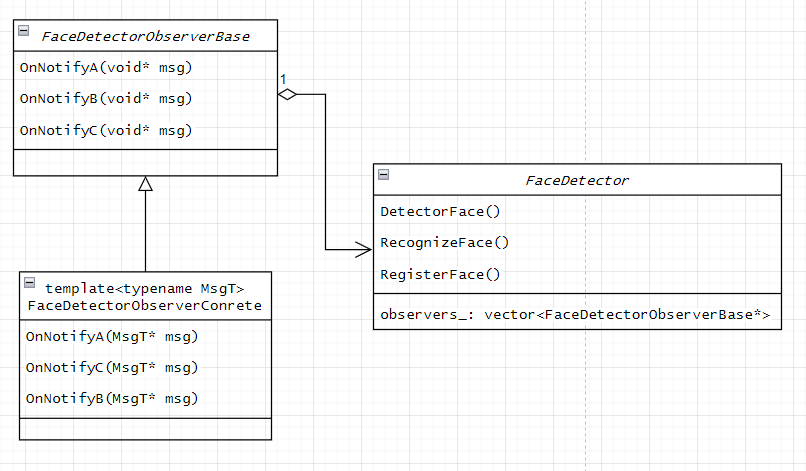 FaceDetectorObserverBase
OnNotifyA(void* msg)
OnNotifyB(void* msg)
OnNotifyC(void* msg)
1
FaceDetector
DetectorFace()
RecognizeFace()
RegisterFace()
observers_: vector<FaceDetectorObserverBase*>
template<typename MsgT>
FaceDetectorObserverConrete
OnNotifyA(MsgT* msg)
OnNotifyC(MsgT* msg)
OnNotifyB(MsgT* msg)